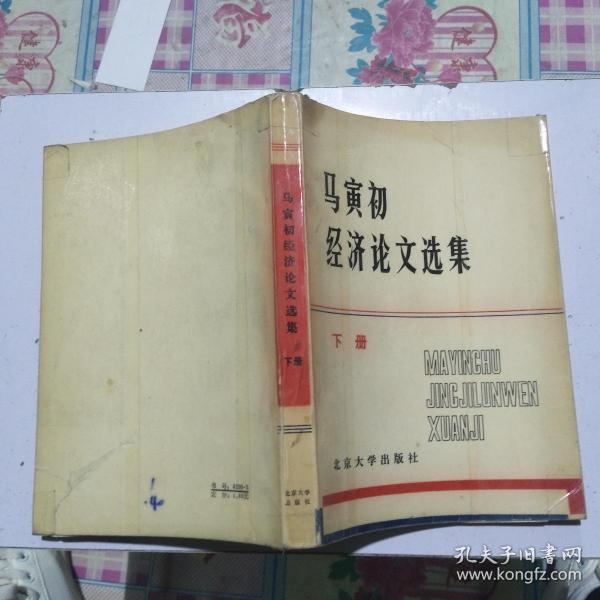 马寅初
经济论文选集
下册
MAYINCHU
JINGJILUNWEN
XUANJI
北京大学出版社
马寅初经济论文选集
下册
北京大学
出版社
孔夫子旧书网
www.kongfz.com